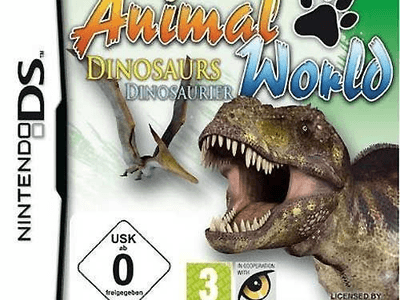 Animal
World
DINOSAURS
DINOSAURIER
NINTENDO DS
USK
ab
0
freigegeben
3
IN COOPERATION
WITH
LICENSED BY